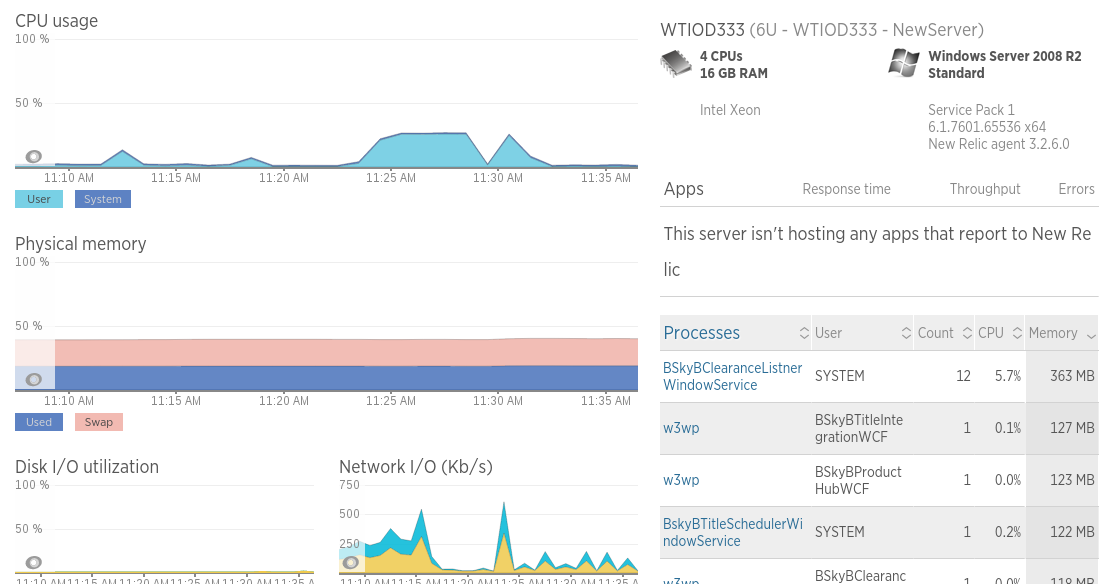 CPU usage
100 %
50 %
11:10 AM 11:15 AM 11:20 AM 11:25 AM 11:30 AM 11:35 AM
User System
Physical memory
100 %
50 %
11:10 AM 11:15 AM 11:20 AM 11:25 AM 11:30 AM 11:35 AM
Used Swap
Disk I/O utilization
100 %
50 %
11:10 AM 11:15 AM 11:20 AM 11:25 AM 11:30 AM 11:35 A
Network I/O (Kb/s)
750
500
250
11:10 AM 11:15 AM 11:20 AM 11:25 AM 11:30 AM 11:35 A
WTIOD333 (6U - WTIOD333 - NewServer)
4 CPUs
16 GB RAM
Intel Xeon
Windows Server 2008 R2
Standard
Service Pack 1
6.1.7601.65536 x64
New Relic agent 3.2.6.0
Apps Response time Throughput Errors
This server isn't hosting any apps that report to New Re
lic
Processes User Count CPU Memory
BSkyBClearanceListner
WindowService
SYSTEM 12 5.7% 363 MB
w3wp
BSkyBTitleInte
grationWCF
1 0.1% 127 MB
w3wp
BSkyBProduct
HubWCF
1 0.0% 123 MB
BskyBTitleSchedulerWi
ndowService
SYSTEM 1 0.2% 122 MB
w3wp
BSkyBClearanc
1 0.0% 118 MB